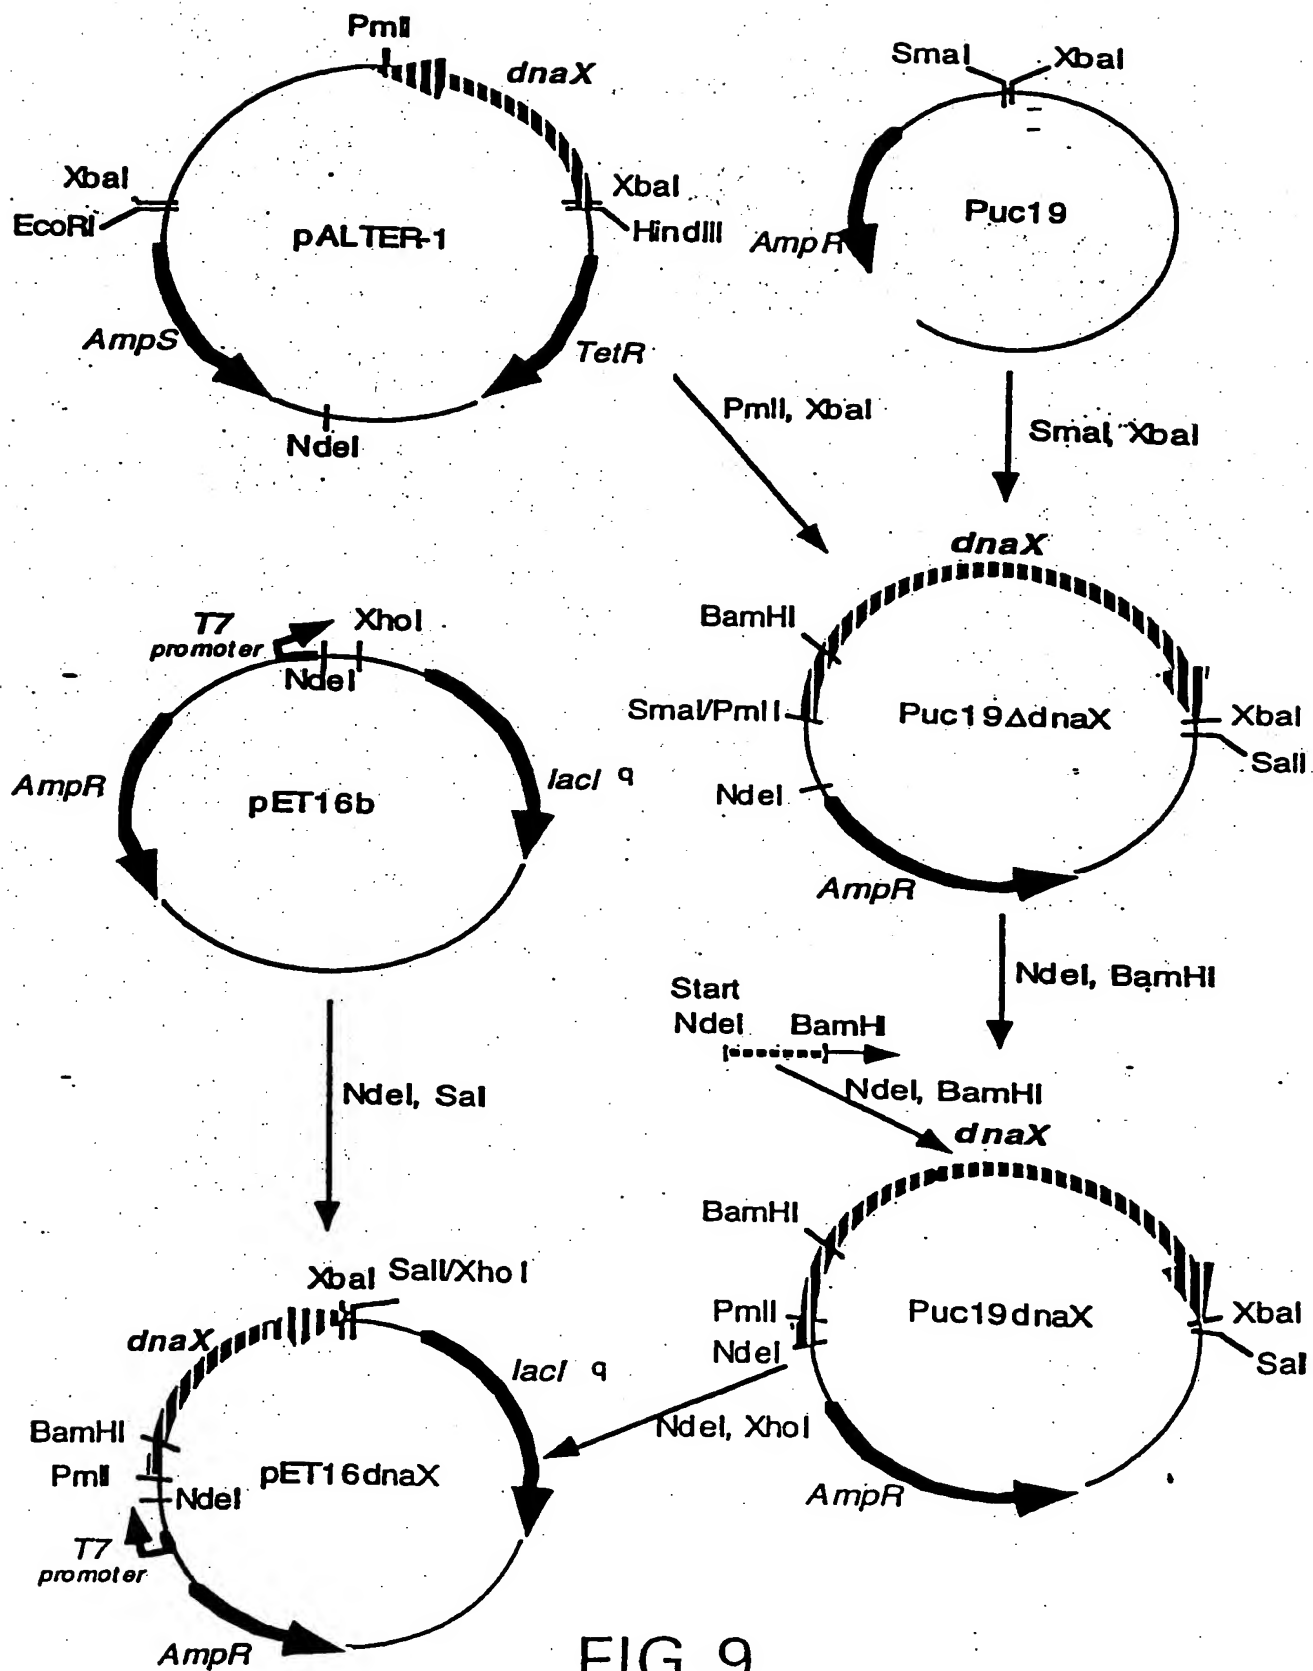 PmlI
dnaX
SmaI
XbaI
XbaI
EcoRI
pALTER-1
XbaI
HindIII
Puc19
AmpR
AmpS
TetR
NdeI
PmlI, XbaI
SmaI, XbaI
dnaX
T7
promoter
XhoI
NdeI
BamHI
SmaI/PmlI
Puc19ΔdnaX
XbaI
SalI
AmpR
pET16b
lacI q
NdeI
AmpR
NdeI, BamHI
Start
NdeI BamHI
NdeI, SaI
NdeI, BamHI
dnaX
BamHI
XbaI SalI/XhoI
PmlI
NdeI
Puc19dnaX
XbaI
SaI
dnaX
lacI q
NdeI, XhoI
BamHI
PmlI
NdeI
pET16dnaX
AmpR
T7
promoter
AmpR
FIG. 9